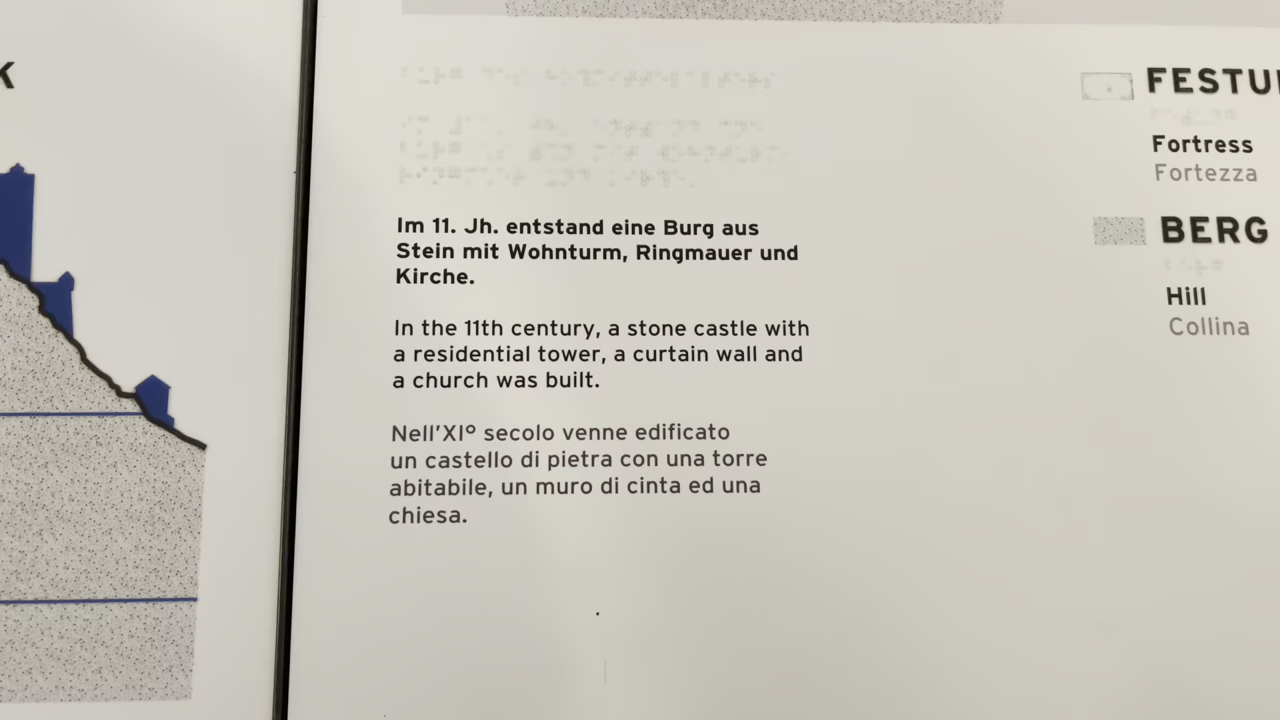 Im 11. Jh. entstand eine Burg aus
Stein mit Wohnturm, Ringmauer und
Kirche.
In the 11th century, a stone castle with
a residential tower, a curtain wall and
a church was built.
Nell'XI° secolo venne edificato
un castello di pietra con una torre
abitabile, un muro di cinta ed una
chiesa.
Fortress
Fortezza
BERG
Hill
Collina